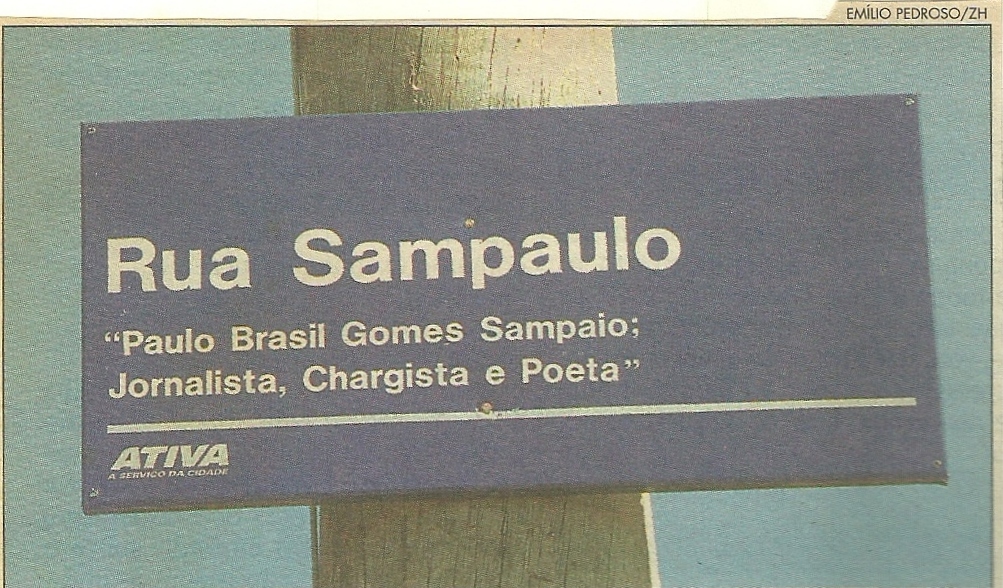 EMÍLIO PEDROSO/ZH
Rua Sampaulo
“Paulo Brasil Gomes Sampaio;
Jornalista, Chargista e Poeta”
ATIVA
A SERVIÇO DA CIDADE